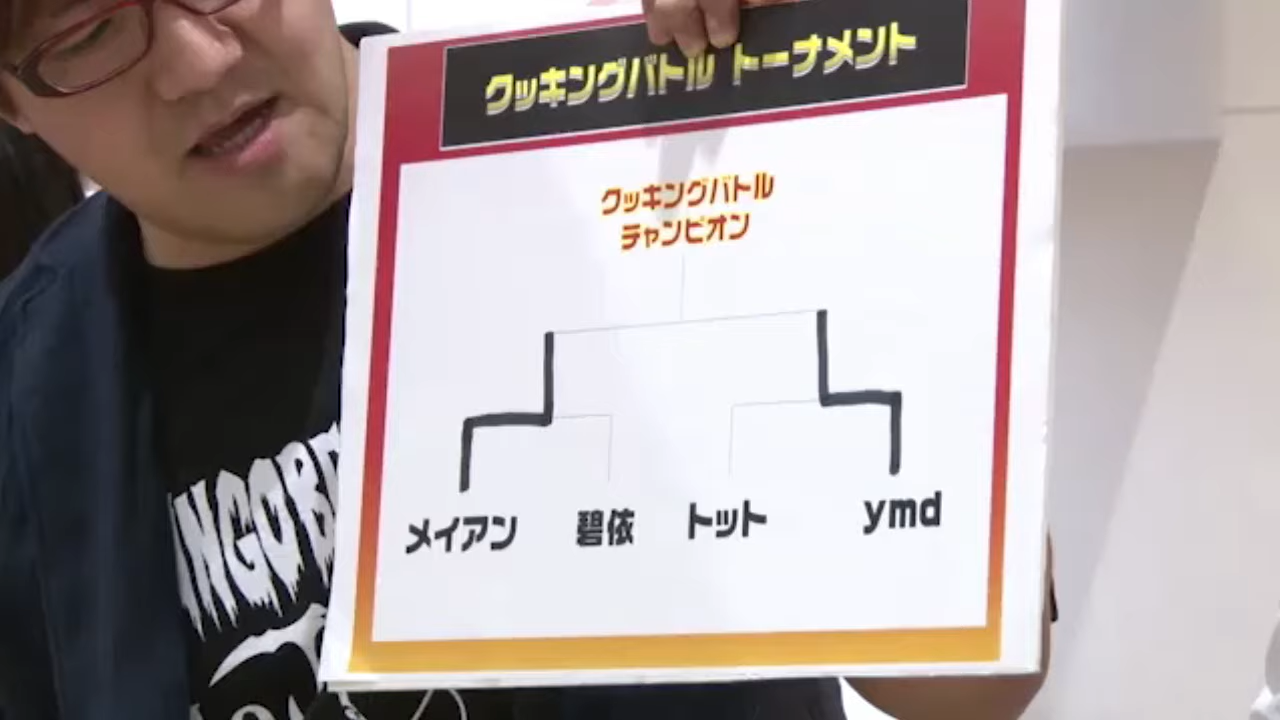 クッキングバトル トーナメント
クッキングバトル
チャンピオン
メイアン 碧依 トット ymd